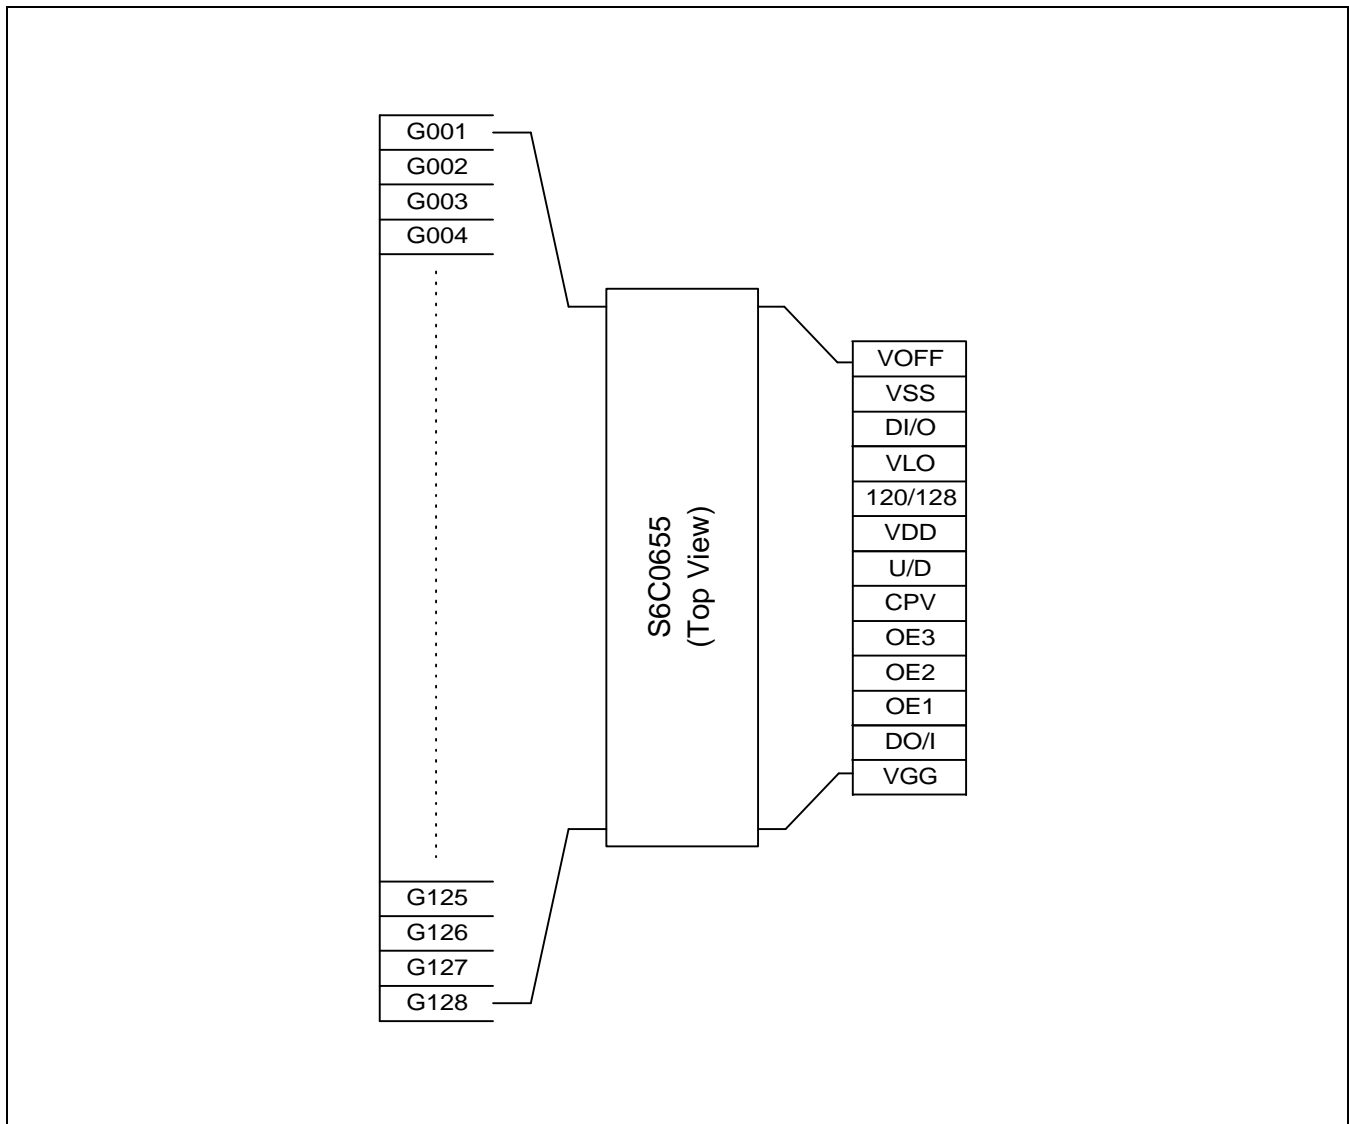 G001
G002
G003
G004
G125
G126
G127
G128
S6C0655
(Top View)
VOFF
VSS
DI/O
VLO
120/128
VDD
U/D
CPV
OE3
OE2
OE1
DO/I
VGG